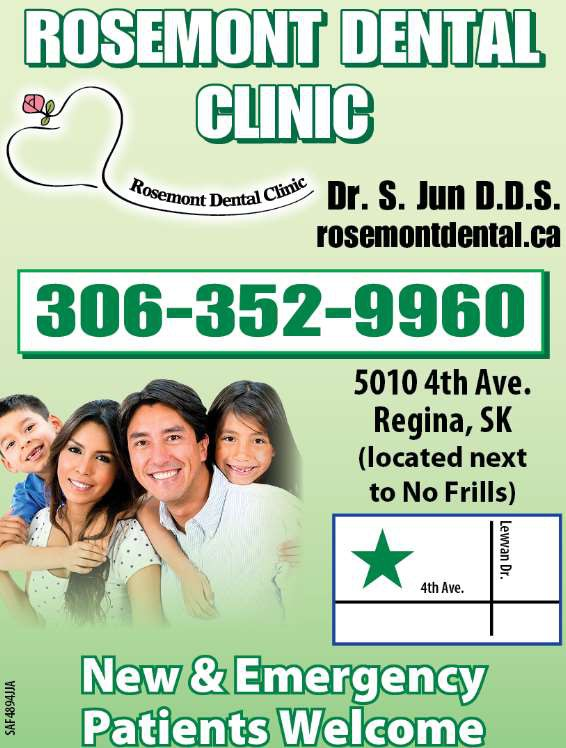 ROSEMONT DENTAL
CLINIC
Rosemont Dental Clinic
Dr. S. Jun D.D.S.
rosemontdental.ca
306-352-9960
5010 4th Ave.
Regina, SK
(located next
to No Frills)
Lewvan Dr.
4th Ave.
New & Emergency
Patients Welcome
SAF4894JJA